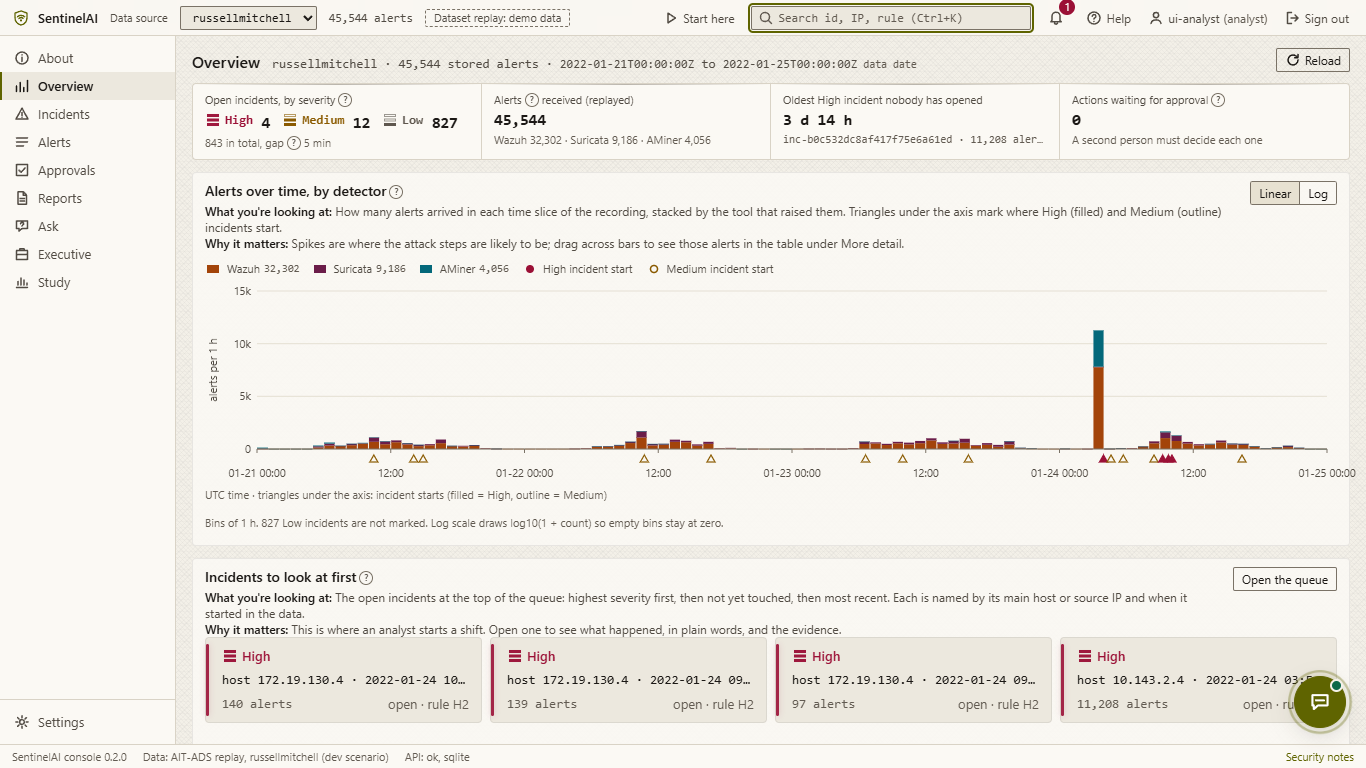 SentinelAI Data source russellmitchell 45,544 alerts Dataset replay: demo data Start here Search id, IP, rule (Ctrl+K) 1 Help ui-analyst (analyst) Sign out
About
Overview
Incidents
Alerts
Approvals
Reports
Ask
Executive
Study
Settings
Overview russellmitchell · 45,544 stored alerts · 2022-01-21T00:00:00Z to 2022-01-25T00:00:00Z data date Reload
Open incidents, by severity ?
High 4 Medium 12 Low 827
843 in total, gap ? 5 min
Alerts ? received (replayed)
45,544
Wazuh 32,302 · Suricata 9,186 · AMiner 4,056
Oldest High incident nobody has opened
3 d 14 h
inc-b0c532dc8af417f75e6a61ed · 11,208 aler…
Actions waiting for approval ?
0
A second person must decide each one
Alerts over time, by detector ? Linear Log
What you're looking at: How many alerts arrived in each time slice of the recording, stacked by the tool that raised them. Triangles under the axis mark where High (filled) and Medium (outline)
incidents start.
Why it matters: Spikes are where the attack steps are likely to be; drag across bars to see those alerts in the table under More detail.
Wazuh 32,302 Suricata 9,186 AMiner 4,056 High incident start Medium incident start
alerts per 1 h
15k
10k
5k
0
01-21 00:00 12:00 01-22 00:00 12:00 01-23 00:00 12:00 01-24 00:00 12:00 01-25 00:00
UTC time · triangles under the axis: incident starts (filled = High, outline = Medium)
Bins of 1 h. 827 Low incidents are not marked. Log scale draws log10(1 + count) so empty bins stay at zero.
Incidents to look at first ? Open the queue
What you're looking at: The open incidents at the top of the queue: highest severity first, then not yet touched, then most recent. Each is named by its main host or source IP and when it
started in the data.
Why it matters: This is where an analyst starts a shift. Open one to see what happened, in plain words, and the evidence.
High
host 172.19.130.4 · 2022-01-24 10…
140 alerts open · rule H2
High
host 172.19.130.4 · 2022-01-24 09…
139 alerts open · rule H2
High
host 172.19.130.4 · 2022-01-24 09…
97 alerts open · rule H2
High
host 10.143.2.4 · 2022-01-24
11,208 alerts open
SentinelAI console 0.2.0 Data: AIT-ADS replay, russellmitchell (dev scenario) API: ok, sqlite Security notes